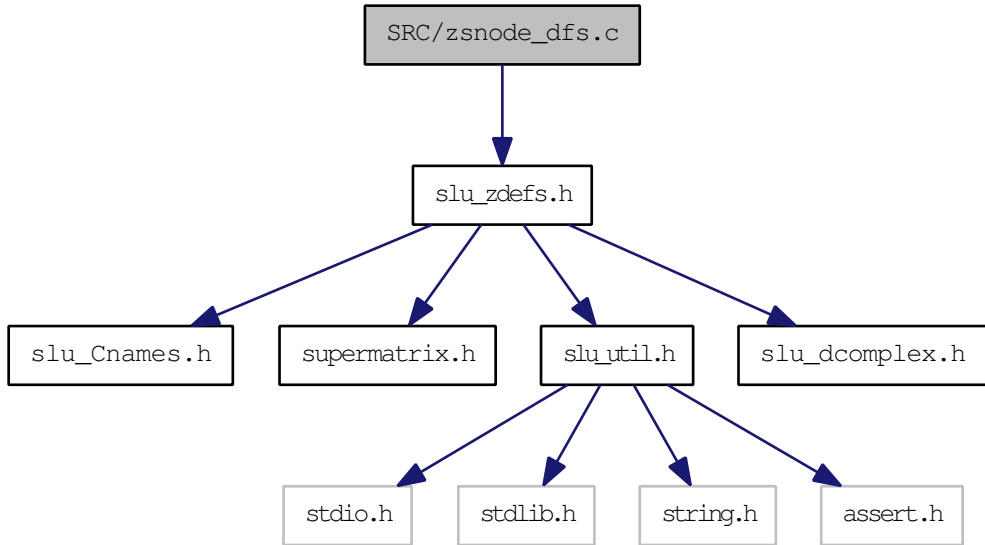 SRC/zsnode_dfs.c
slu_zdefs.h
slu_Cnames.h
supermatrix.h
slu_util.h
slu_dcomplex.h
stdio.h
stdlib.h
string.h
assert.h